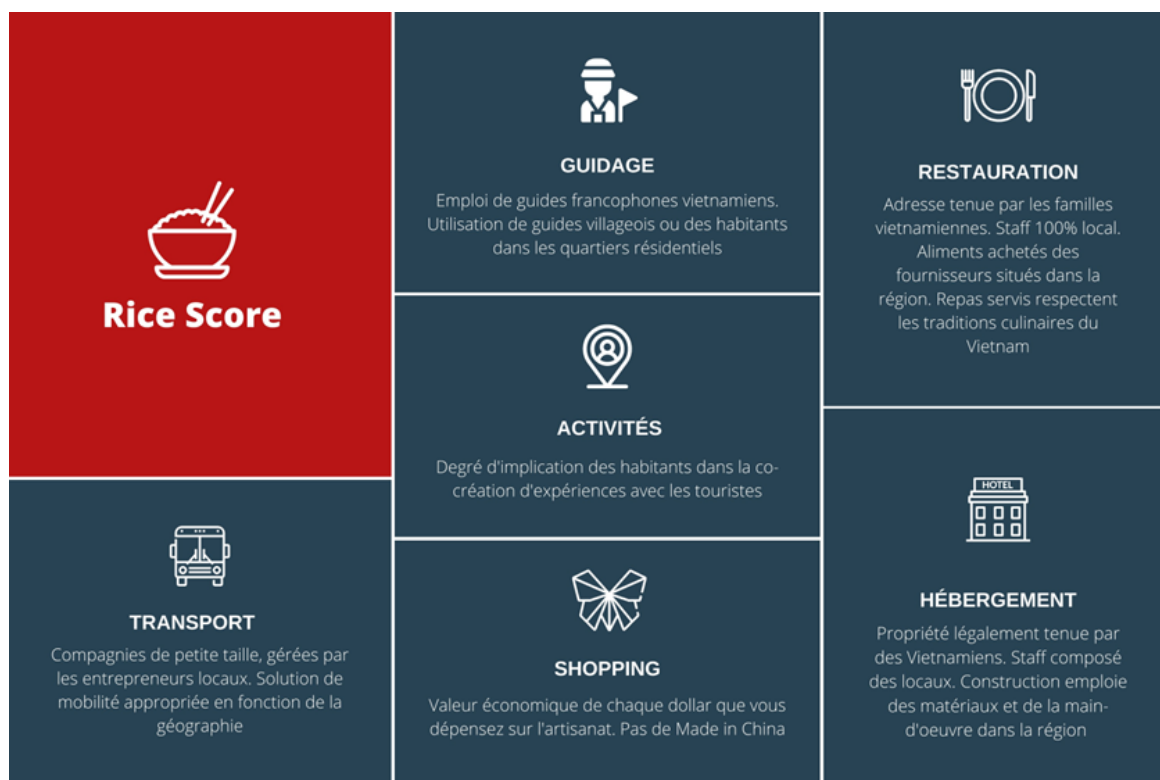 Rice Score
TRANSPORT
Compagnies de petite taille, gérées par
les entrepreneurs locaux. Solution de
mobilité appropriée en fonction de la
géographie
GUIDAGE
Emploi de guides francophones vietnamiens.
Utilisation de guides villageois ou des habitants
dans les quartiers résidentiels
ACTIVITÉS
Degré d'implication des habitants dans la co-
création d'expériences avec les touristes
SHOPPING
Valeur économique de chaque dollar que vous
dépensez sur l'artisanat. Pas de Made in China
RESTAURATION
Adresse tenue par les familles
vietnamiennes. Staff 100% local.
Aliments achetés des
fournisseurs situés dans la
région. Repas servis respectent
les traditions culinaires du
Vietnam
HOTEL
HÉBERGEMENT
Propriété légalement tenue par
des Vietnamiens. Staff composé
des locaux. Construction emploie
des matériaux et de la main-
d'oeuvre dans la région